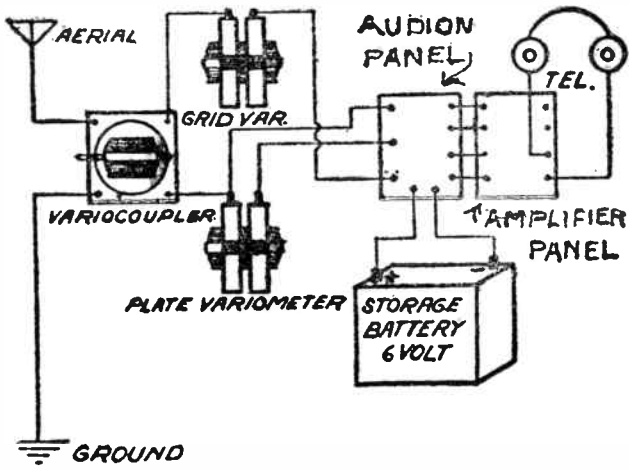 AERIAL
GRID VAR.
AUDION
PANEL
TEL.
VARIOCOUPLER.
AMPLIFIER
PANEL
PLATE VARIOMETER
+ -
STORAGE
BATTERY
6 VOLT
GROUND